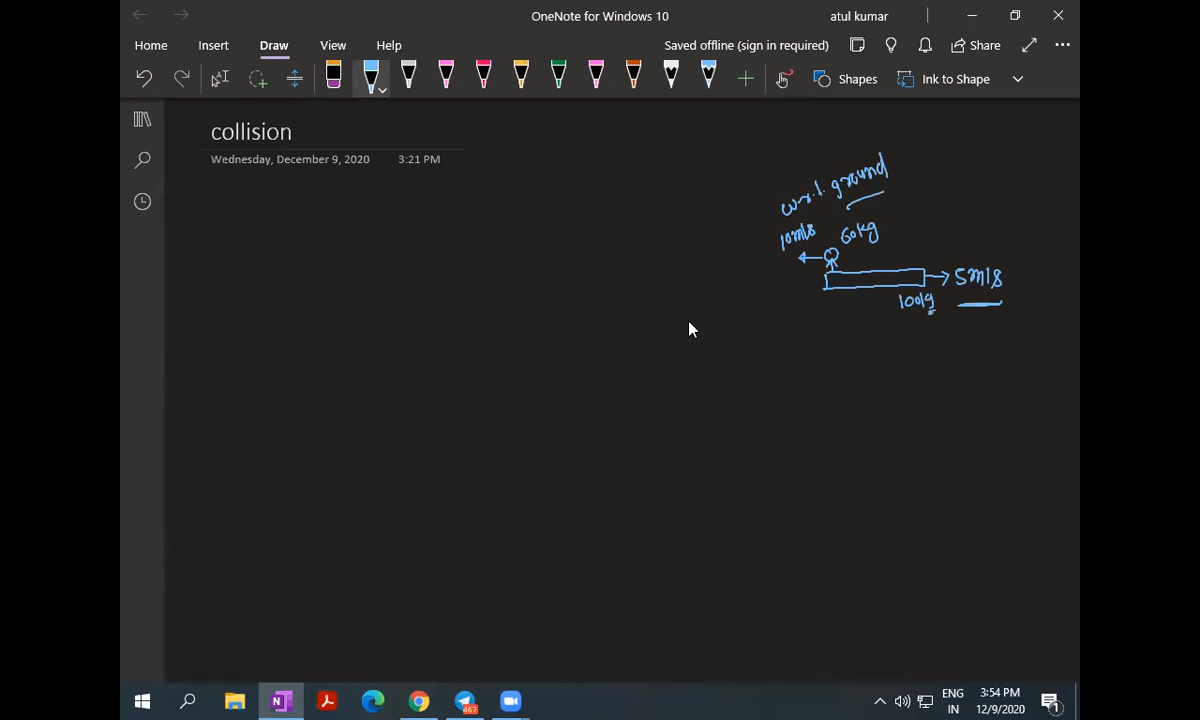 OneNote for Windows 10
atul kumar
Home Insert Draw View Help
Saved offline (sign in required)
Share
Shapes
Ink to Shape
collision
Wednesday, December 9, 2020 3:21 PM
w.r.t. ground
10m/s 60kg
5m/s
100kg
467
ENG
IN
3:54 PM
12/9/2020
1